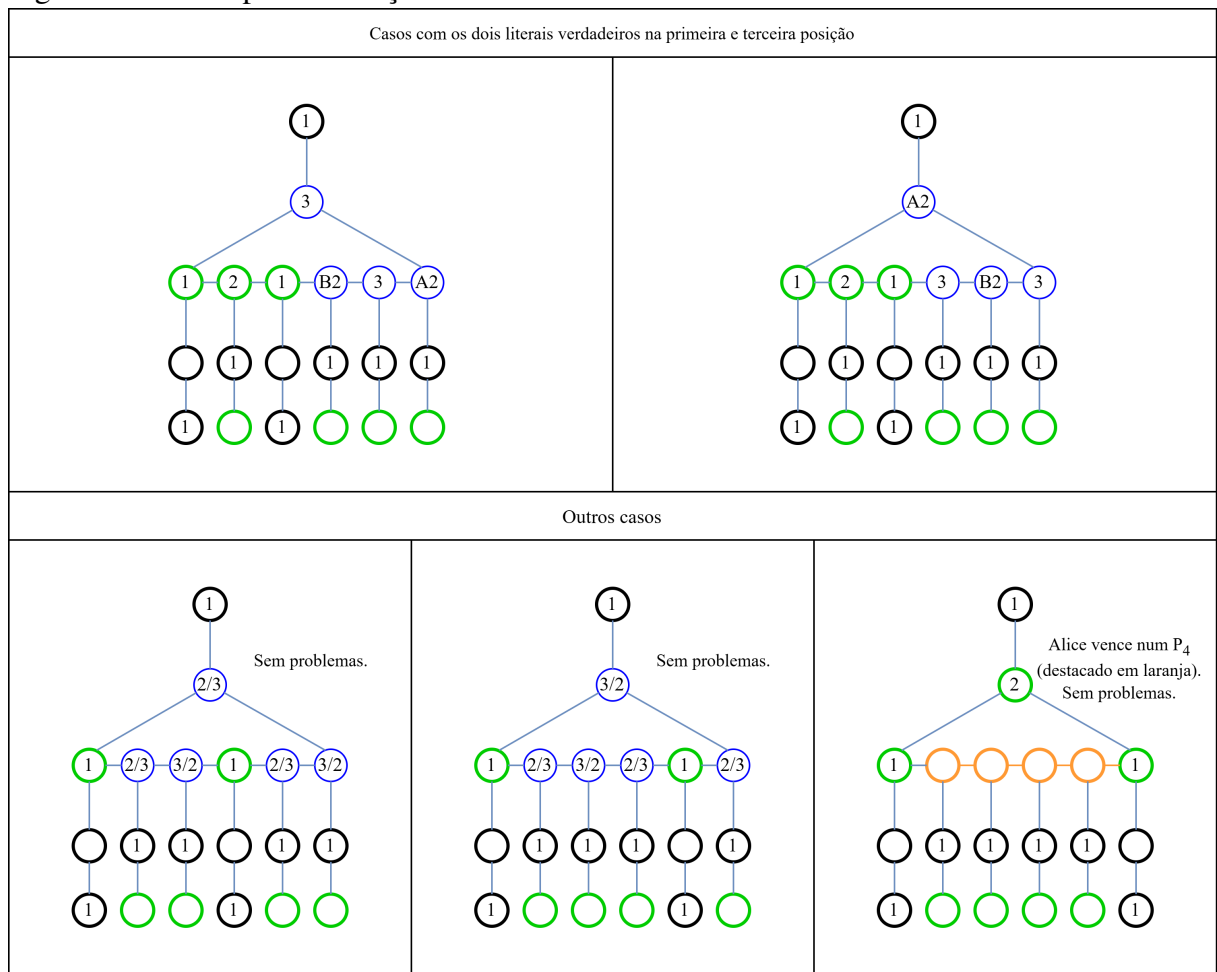 Casos com os dois literais verdadeiros na primeira e terceira posição
1 1
3 A2
1 2 1 B2 3 A2 1 2 1 3 B2 3
1 1 1 1 1 1 1 1
1 1 1 1
Outros casos
1 1 1
Sem problemas. Sem problemas. Alice vence num P4
(destacado em laranja).
Sem problemas.
2/3 3/2 2
1 2/3 3/2 1 2/3 3/2 1 2/3 3/2 2/3 1 2/3 1 1
1 1 1 1 1 1 1 1 1 1 1 1
1 1 1 1 1 1